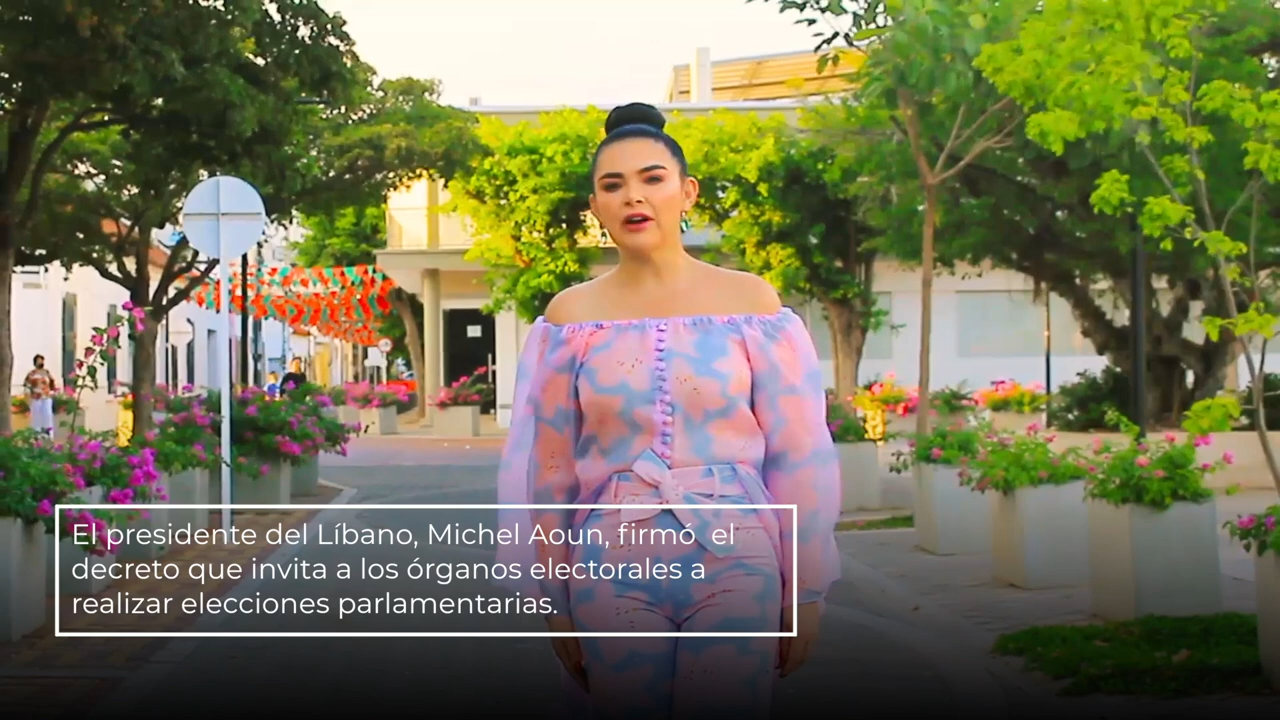 El presidente del Líbano, Michel Aoun, firmó  el
decreto que invita a los órganos electorales a
realizar elecciones parlamentarias.